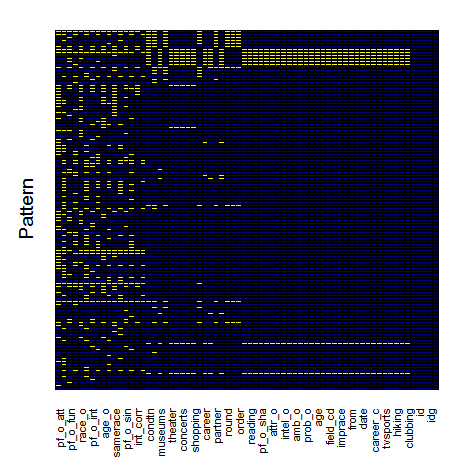 Pattern
pf_o_att
pf_o_fun
race_o
pf_o_int
age_o
samerace
pf_o_sin
int_corr
condtn
museums
theater
concerts
shopping
career
partner
round
order
reading
pf_o_sha
attr_o
intel_o
amb_o
prob_o
age
field_cd
imprace
from
date
career_c
tvsports
hiking
clubbing
id
idg